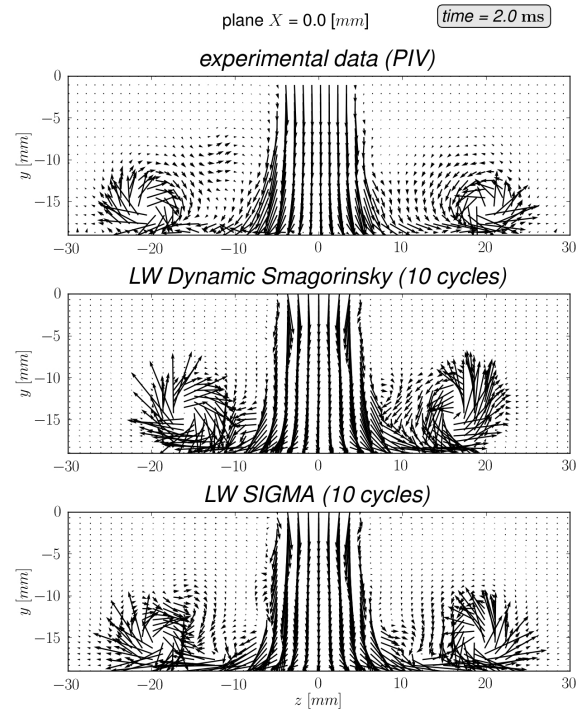 plane X = 0.0 [mm]
time = 2.0 ms
experimental data (PIV)
0
−5
−10
−15
y [mm]
−30 −20 −10 0 10 20 30
LW Dynamic Smagorinsky (10 cycles)
0
−5
−10
−15
y [mm]
−30 −20 −10 0 10 20 30
LW SIGMA (10 cycles)
0
−5
−10
−15
y [mm]
−30 −20 −10 0 10 20 30
z [mm]